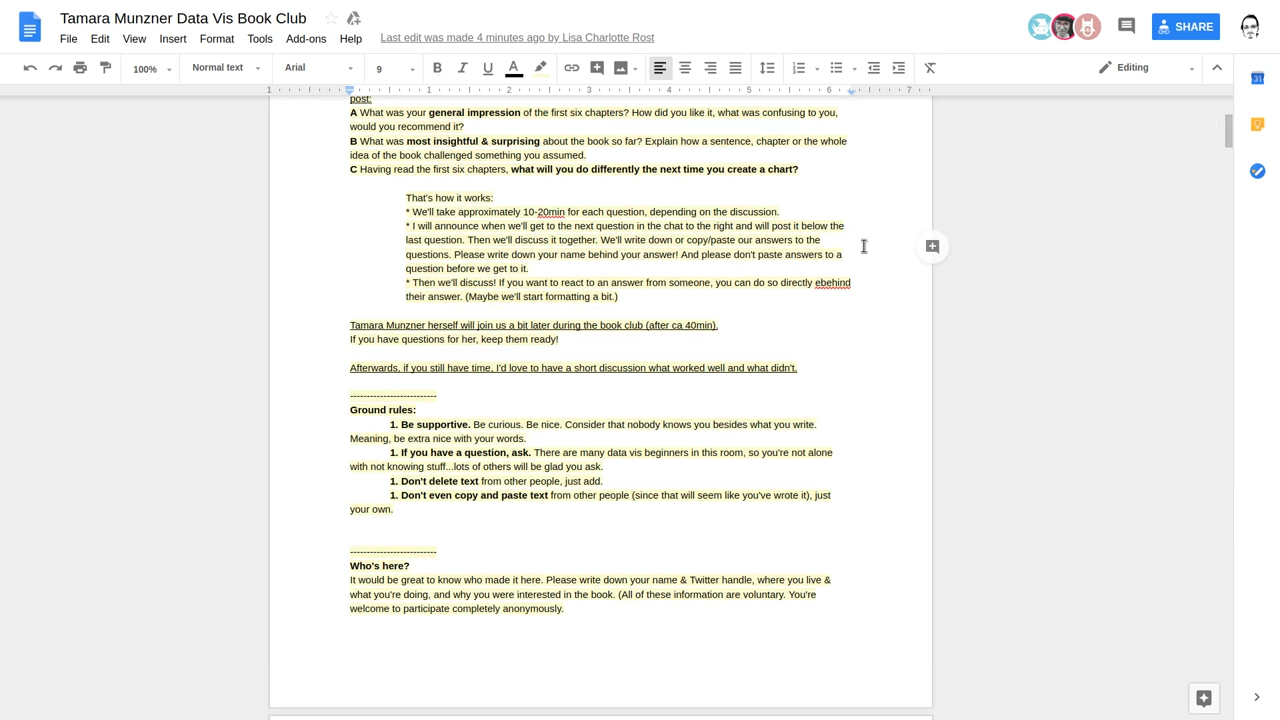 Tamara Munzner Data Vis Book Club
File Edit View Insert Format Tools Add-ons Help Last edit was made 4 minutes ago by Lisa Charlotte Rost
SHARE
100% Normal text Arial 9 B I U A Editing
1 1 2 3 4 5 6 7
31
post:
A What was your general impression of the first six chapters? How did you like it, what was confusing to you,
would you recommend it?
B What was most insightful & surprising about the book so far? Explain how a sentence, chapter or the whole
idea of the book challenged something you assumed.
C Having read the first six chapters, what will you do differently the next time you create a chart?
That's how it works:
* We'll take approximately 10-20min for each question, depending on the discussion.
* I will announce when we'll get to the next question in the chat to the right and will post it below the
last question. Then we'll discuss it together. We'll write down or copy/paste our answers to the
questions. Please write down your name behind your answer! And please don't paste answers to a
question before we get to it.
* Then we'll discuss! If you want to react to an answer from someone, you can do so directly ebehind
their answer. (Maybe we'll start formatting a bit.)
Tamara Munzner herself will join us a bit later during the book club (after ca 40min).
If you have questions for her, keep them ready!
Afterwards, if you still have time, I'd love to have a short discussion what worked well and what didn't.
--------------------------
Ground rules:
1. Be supportive. Be curious. Be nice. Consider that nobody knows you besides what you write.
Meaning, be extra nice with your words.
1. If you have a question, ask. There are many data vis beginners in this room, so you're not alone
with not knowing stuff...lots of others will be glad you ask.
1. Don't delete text from other people, just add.
1. Don't even copy and paste text from other people (since that will seem like you've wrote it), just
your own.
--------------------------
Who's here?
It would be great to know who made it here. Please write down your name & Twitter handle, where you live &
what you're doing, and why you were interested in the book. (All of these information are voluntary. You're
welcome to participate completely anonymously.